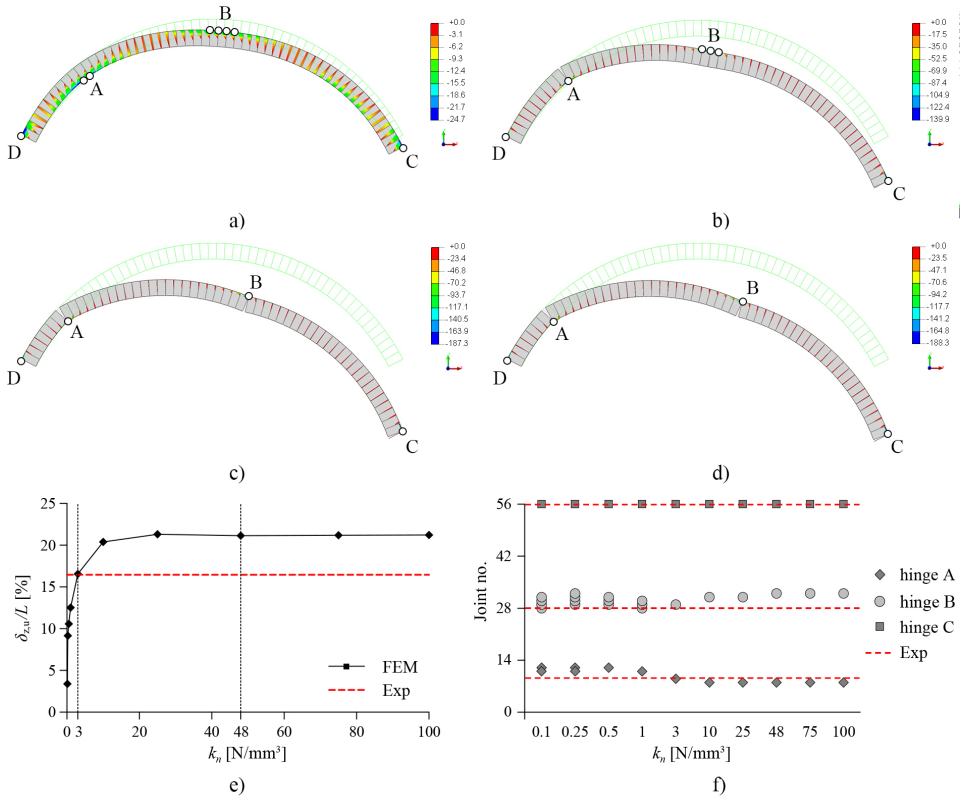 +0.0
-3.1
-6.2
-9.3
-12.4
-15.5
-18.6
-21.7
-24.7
B
A
D
C
a)
+0.0
-17.5
-35.0
-52.5
-69.9
-87.4
-104.9
-122.4
-139.9
B
A
D
C
b)
+0.0
-23.4
-46.8
-70.2
-93.7
-117.1
-140.5
-163.9
-187.3
B
A
D
C
c)
+0.0
-23.5
-47.1
-70.6
-94.2
-117.7
-141.2
-164.8
-188.3
B
A
D
C
d)
25
20
15
10
5
0
δz,u/L [%]
FEM
Exp
0 3 20 40 48 60 80 100
kn [N/mm³]
e)
56
42
28
14
0
Joint no.
hinge A
hinge B
hinge C
Exp
0.1 0.25 0.5 1 3 10 25 48 75 100
kn [N/mm³]
f)